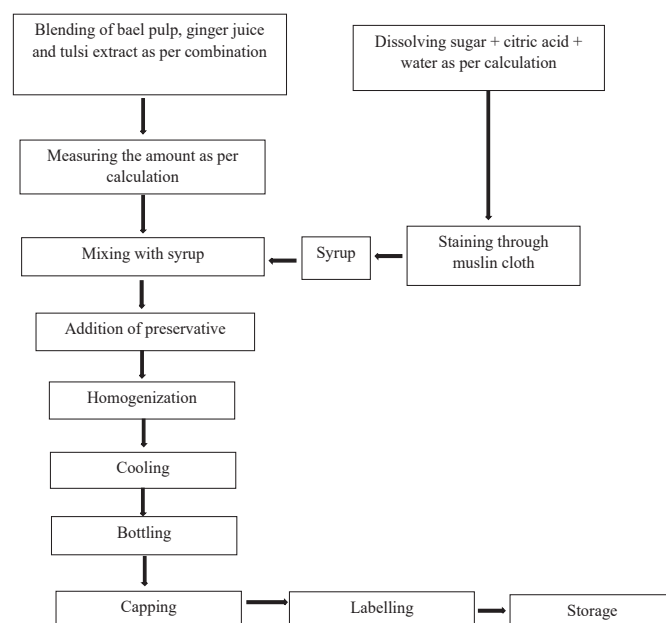 Blending of bael pulp, ginger juice
and tulsi extract as per combination
Dissolving sugar + citric acid +
water as per calculation
Measuring the amount as per
calculation
Mixing with syrup
Syrup
Staining through
muslin cloth
Addition of preservative
Homogenization
Cooling
Bottling
Capping
Labelling
Storage